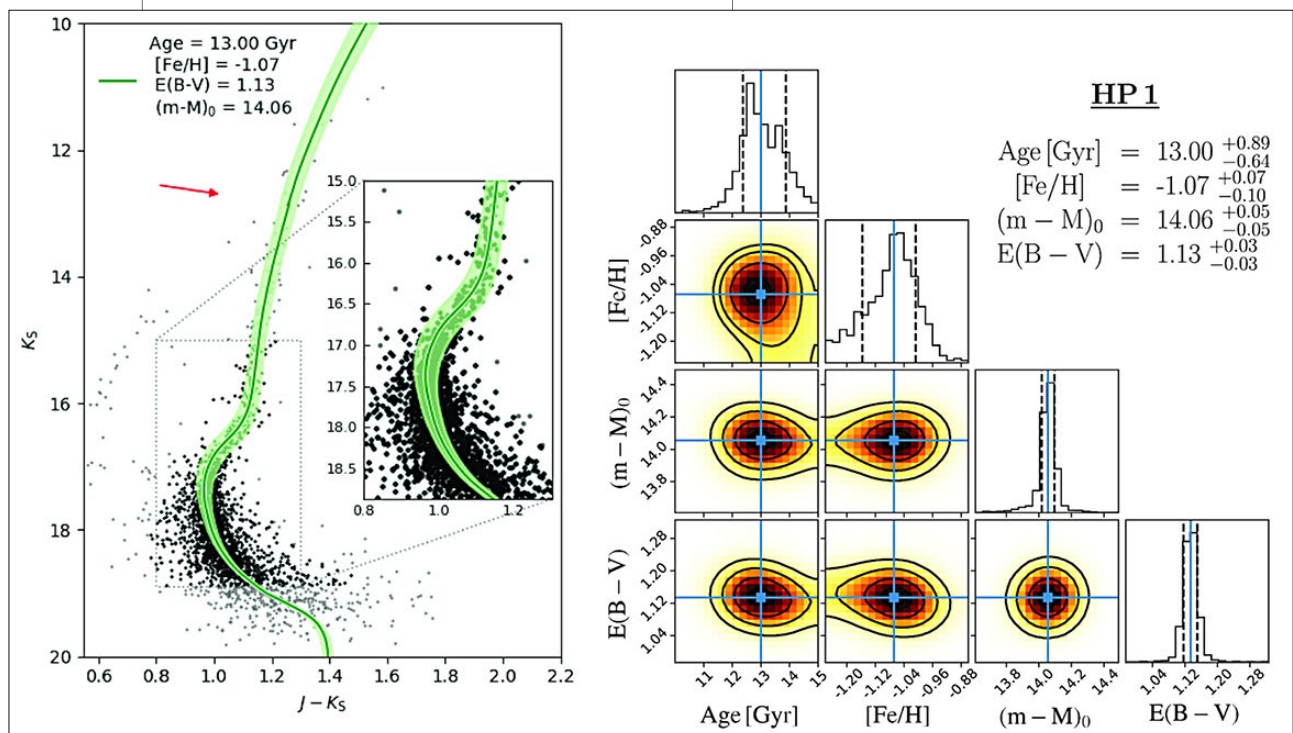 Age = 13.00 Gyr
[Fe/H] = -1.07
E(B-V) = 1.13
(m-M)₀ = 14.06
10
12
14
16
18
20
K_S
0.6 0.8 1.0 1.2 1.4 1.6 1.8 2.0 2.2
J − K_S
15.0
15.5
16.0
16.5
17.0
17.5
18.0
18.5
0.8 1.0 1.2
HP 1
Age [Gyr] = 13.00 +0.89 −0.64
[Fe/H] = -1.07 +0.07 −0.10
(m − M)₀ = 14.06 +0.05 −0.05
E(B − V) = 1.13 +0.03 −0.03
[Fe/H]
-0.88
-0.96
-1.04
-1.12
-1.20
(m − M)₀
14.4
14.2
14.0
13.8
E(B − V)
1.28
1.20
1.12
1.04
11 12 13 14 15
-1.20 -1.12 -1.04 -0.96 -0.88
13.8 14.0 14.2 14.4
1.04 1.12 1.20 1.28
Age [Gyr]
[Fe/H]
(m − M)₀
E(B − V)